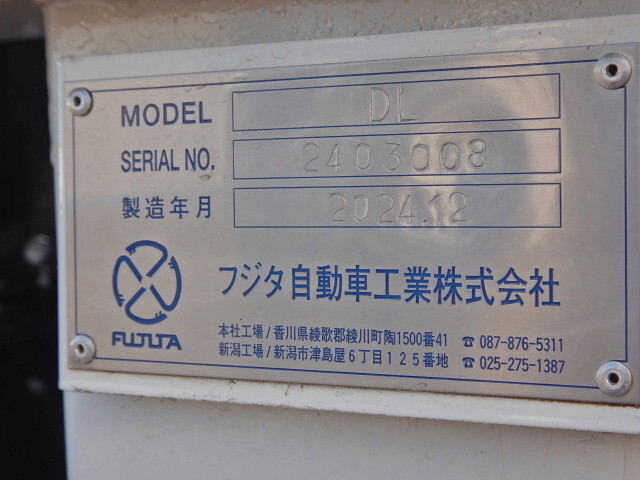 MODEL DL
SERIAL NO. 2403008
製造年月 2024.12
フジタ自動車工業株式会社
FUJITA
本社工場/香川県綾歌郡綾川町陶1500番41 ☎ 087-876-5311
新潟工場/新潟市津島屋6丁目125番地 ☎ 025-275-1387